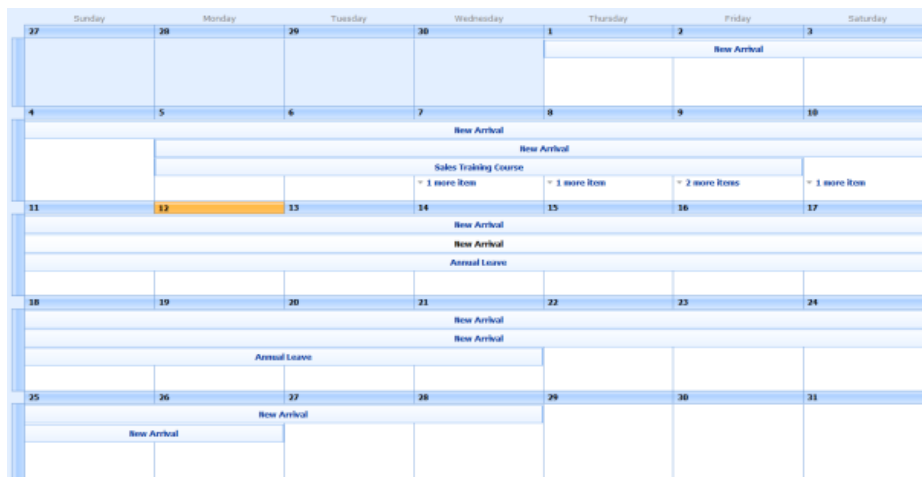 Sunday Monday Tuesday Wednesday Thursday Friday Saturday
27 28 29 30 1 2 3
New Arrival
4 5 6 7 8 9 10
New Arrival
New Arrival
Sales Training Course
1 more item 1 more item 2 more items 1 more item
11 12 13 14 15 16 17
New Arrival
New Arrival
Annual Leave
18 19 20 21 22 23 24
New Arrival
New Arrival
Annual Leave
25 26 27 28 29 30 31
New Arrival
New Arrival